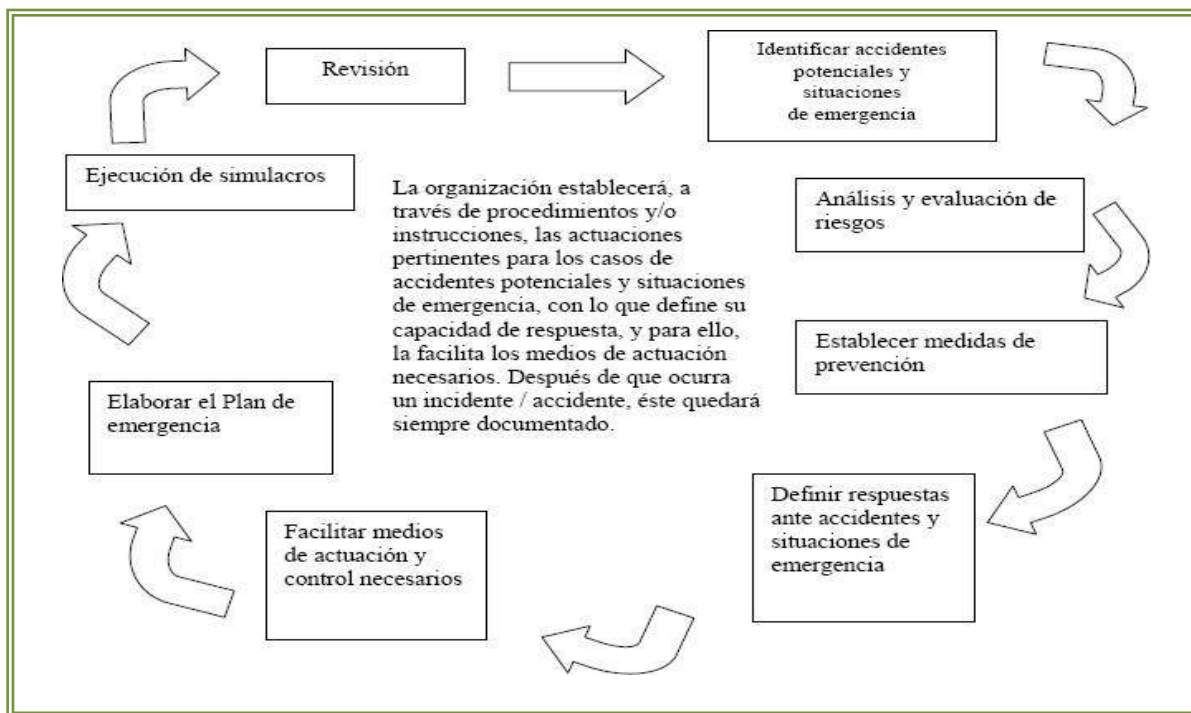 Revisión
Identificar accidentes
potenciales y
situaciones
de emergencia
Análisis y evaluación de
riesgos
Establecer medidas de
prevención
Definir respuestas
ante accidentes y
situaciones de
emergencia
Facilitar medios
de actuación y
control necesarios
Elaborar el Plan de
emergencia
Ejecución de simulacros
La organización establecerá, a
través de procedimientos y/o
instrucciones, las actuaciones
pertinentes para los casos de
accidentes potenciales y situaciones
de emergencia, con lo que define su
capacidad de respuesta, y para ello,
la facilita los medios de actuación
necesarios. Después de que ocurra
un incidente / accidente, éste quedará
siempre documentado.